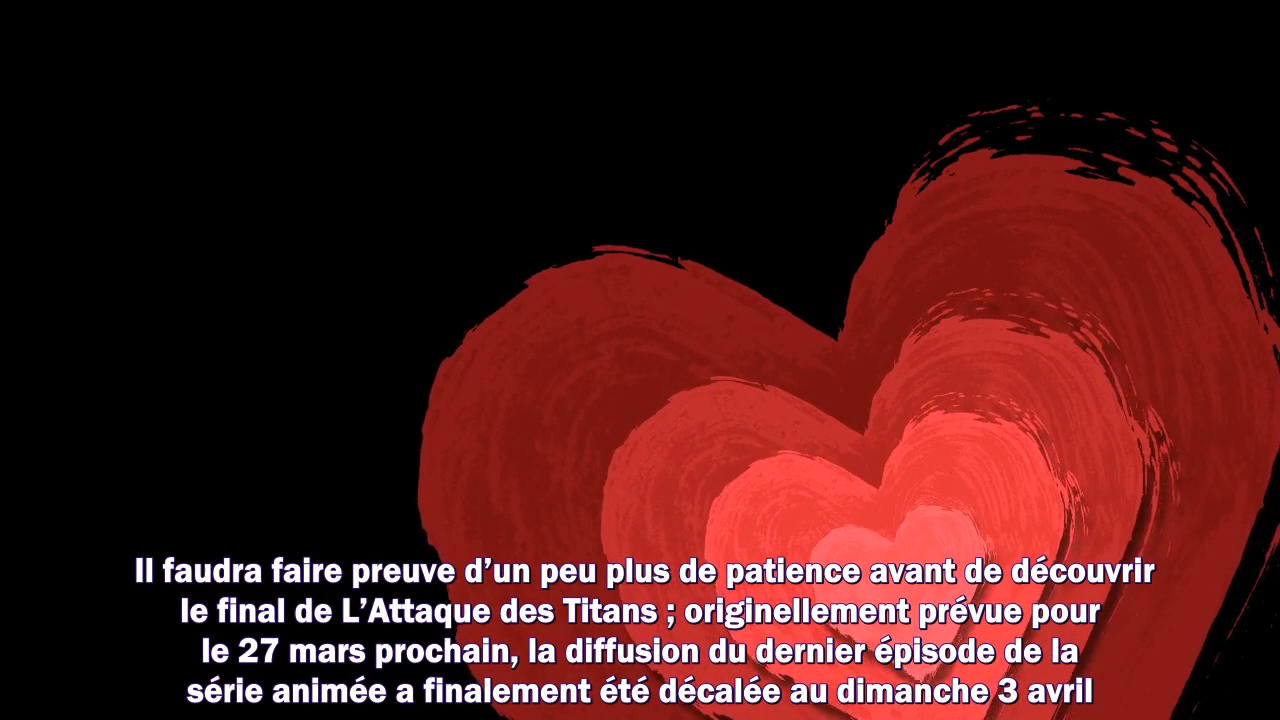 Il faudra faire preuve d’un peu plus de patience avant de découvrir
le final de L’Attaque des Titans ; originellement prévue pour
le 27 mars prochain, la diffusion du dernier épisode de la
série animée a finalement été décalée au dimanche 3 avril